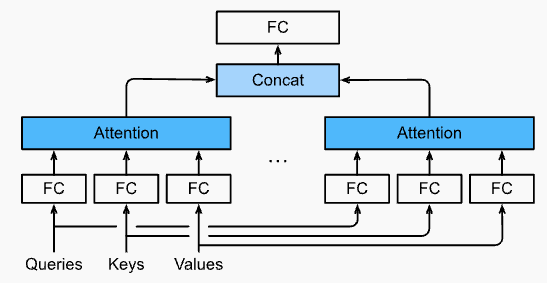 FC
Concat
Attention
Attention
...
FC
FC
FC
FC
FC
FC
Queries
Keys
Values